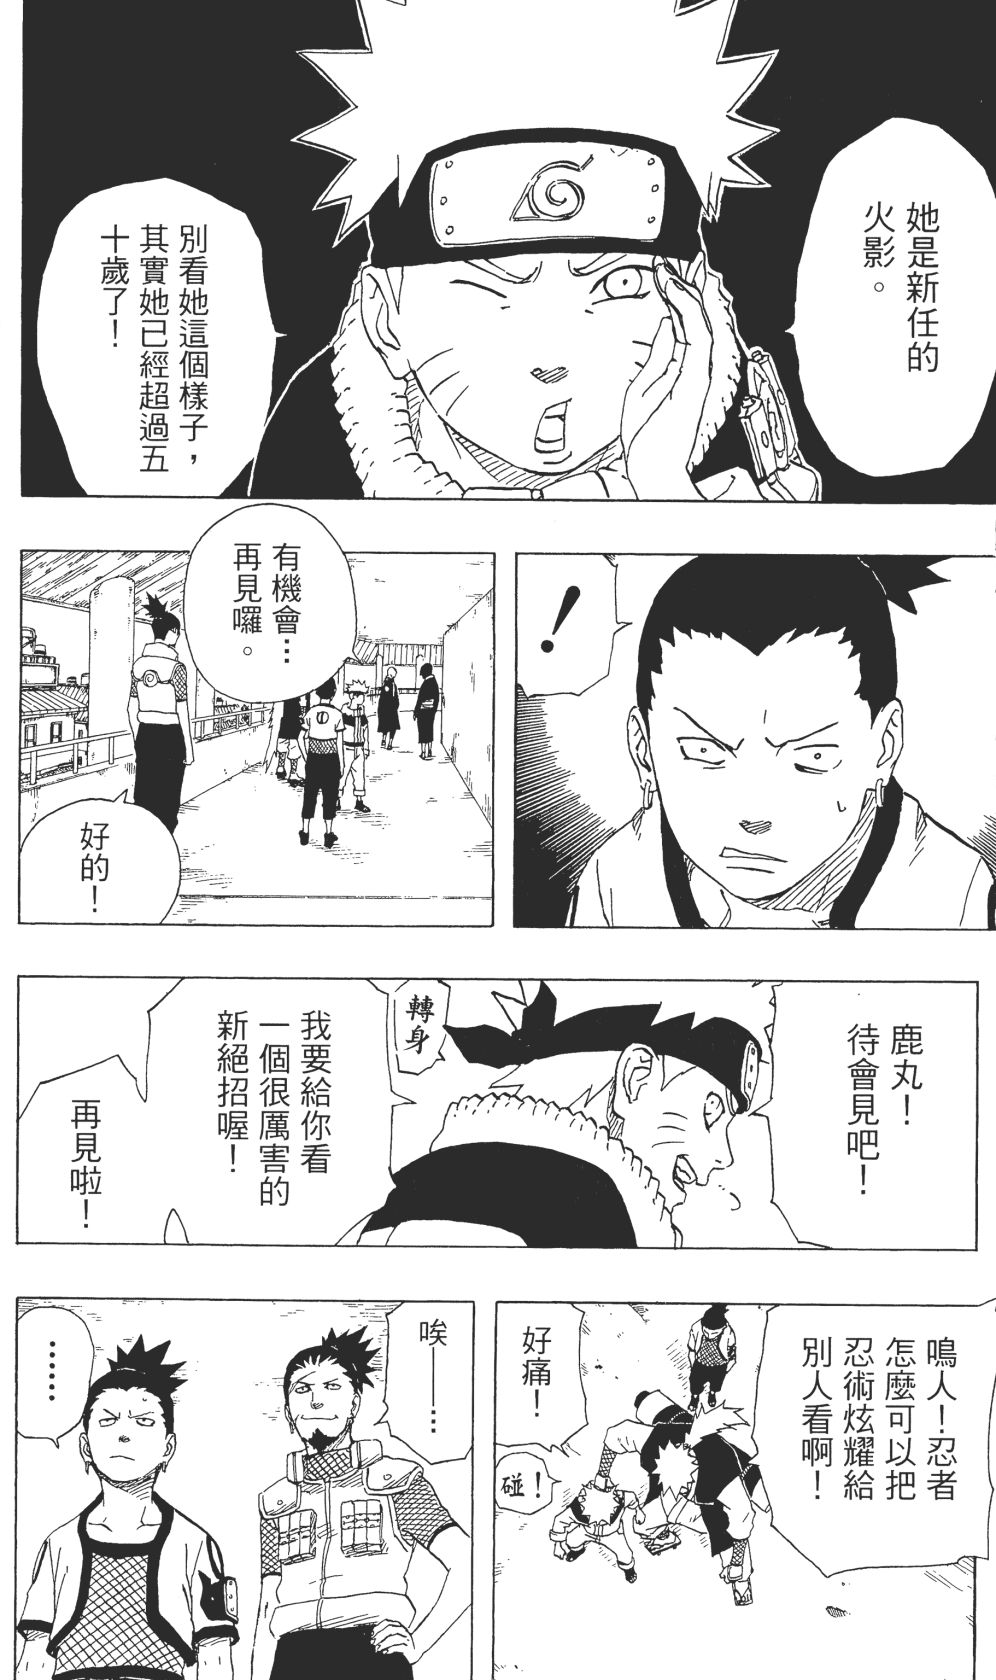 她是新任的
火影。
別看她這個樣子，
其實她已經超過五
十歲了！
！
有機會…
再見囉。
好的！
鹿丸！
待會見吧！
轉身
我要給你看
一個很厲害的
新絕招喔！
再見啦！
鳴人！忍者
怎麼可以把
忍術炫耀給
別人看啊！
好痛！
碰！
唉——…
……